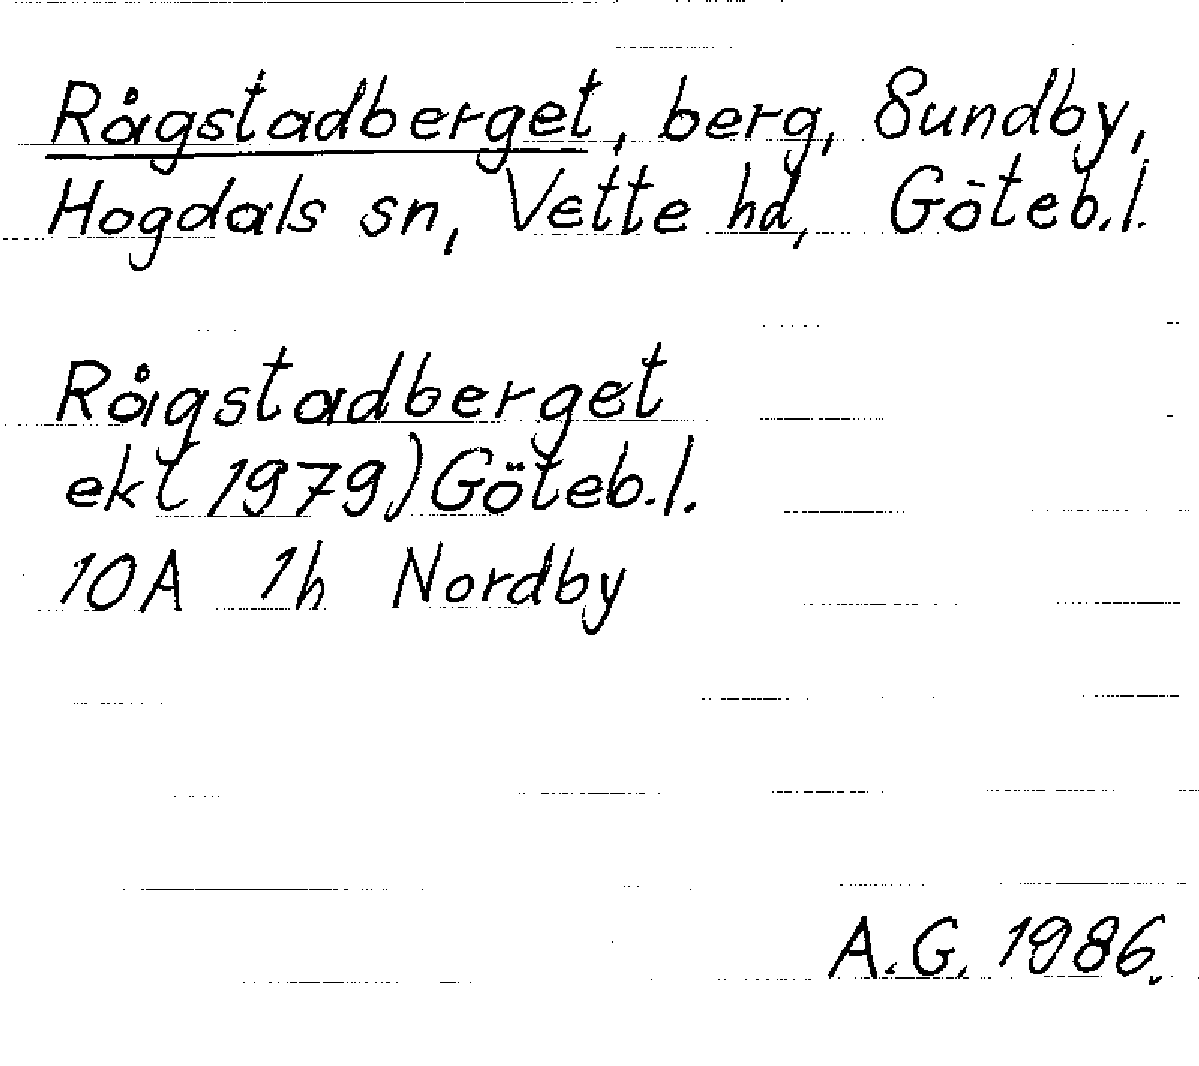 Rågstadberget, berg, Sundby,
Hogdals sn, Vette hd, Göteb.l.
Rågstadberget
ek(1979) Göteb.l.
10A 1h Nordby
A.G. 1986.